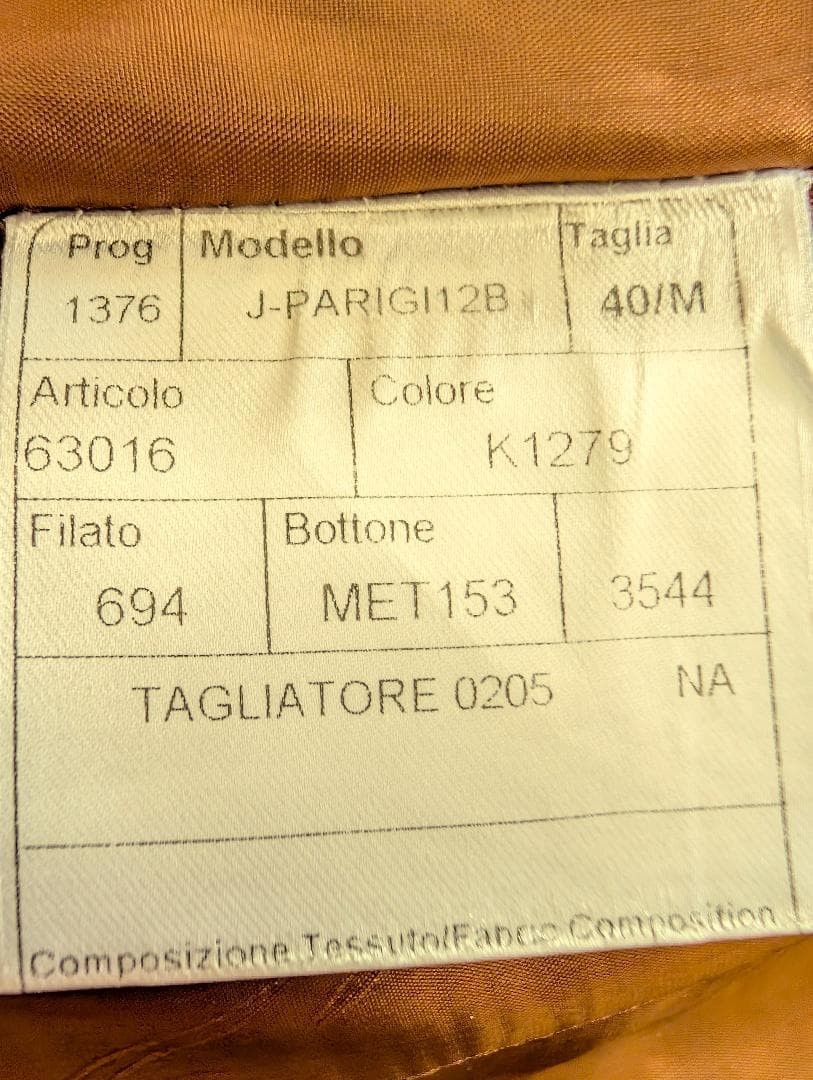 Prog Modello Taglia
1376 J-PARIGI12B 40/M
Articolo Colore
63016 K1279
Filato Bottone
694 MET153 3544
TAGLIATORE 0205 NA
Composizione Tessuto/Fabric Composition